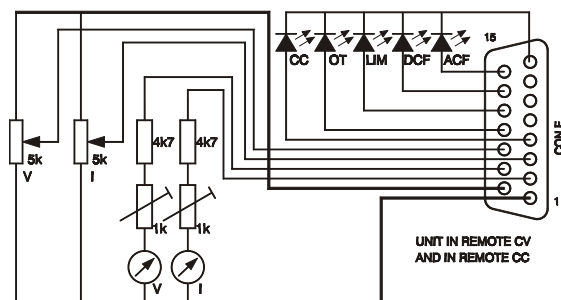 15
CC OT LIM DCF ACF
CON E
4k7 4k7
5k 5k
V I
1k 1k
V I
1
UNIT IN REMOTE CV
AND IN REMOTE CC